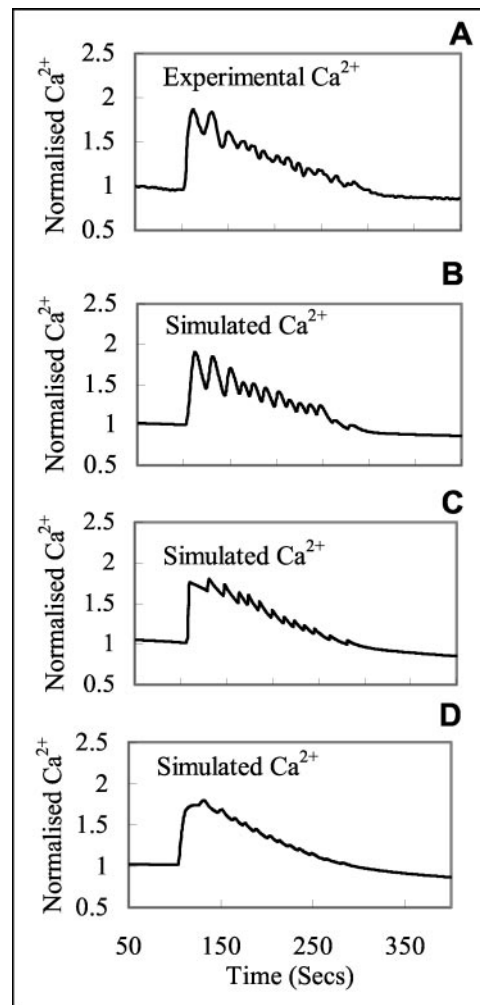 A
Normalised Ca²⁺
2.5
2
1.5
1
0.5
Experimental Ca²⁺
B
Normalised Ca²⁺
2.5
2
1.5
1
0.5
Simulated Ca²⁺
C
Normalised Ca²⁺
2.5
2
1.5
1
0.5
Simulated Ca²⁺
D
Normalised Ca²⁺
2.5
2
1.5
1
0.5
Simulated Ca²⁺
50 150 250 350
Time (Secs)